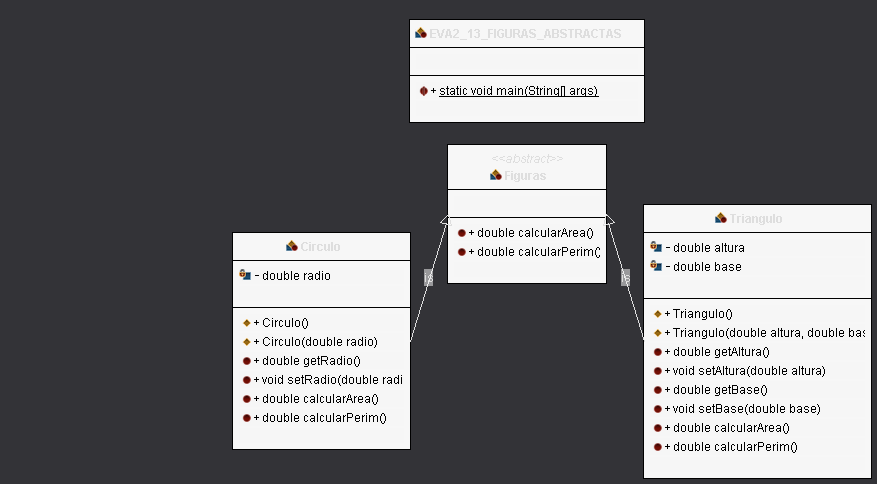 EVA2_13_FIGURAS_ABSTRACTAS
+ static void main(String[] args)
<<abstract>>
Figuras
+ double calcularArea()
+ double calcularPerim()
Circulo
- double radio
+ Circulo()
+ Circulo(double radio)
+ double getRadio()
+ void setRadio(double radi
+ double calcularArea()
+ double calcularPerim()
is
is
Triangulo
- double altura
- double base
+ Triangulo()
+ Triangulo(double altura, double bas
+ double getAltura()
+ void setAltura(double altura)
+ double getBase()
+ void setBase(double base)
+ double calcularArea()
+ double calcularPerim()